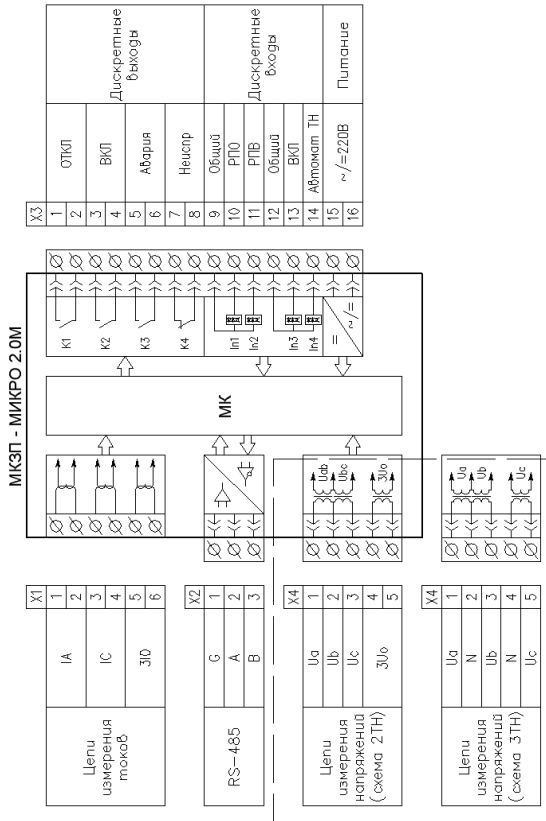 МКЗП - МИКРО 2.0М
X1
Цепи
измерения
токов
IA
1
2
IC
3
4
3I0
5
6
X2
RS-485
G
1
A
2
B
3
X4
Цепи
измерения
напряжений
(схема 2ТН)
Ua
1
Ub
2
Uc
3
3Uo
4
5
X4
Цепи
измерения
напряжений
(схема 3ТН)
Ua
1
N
2
Ub
3
N
4
Uc
5
Uab
Ubc
3Uo
Ua
Ub
Uc
МК
K1
K2
K3
K4
In1
In2
In3
In4
=
~/=
X3
1
2
ОТКЛ
3
4
ВКЛ
5
6
Авария
7
8
Неиспр
Дискретные
выходы
9
Общий
10
РПО
11
РПВ
12
Общий
13
ВКЛ
14
Автомат ТН
Дискретные
входы
15
16
~/=220В
Питание